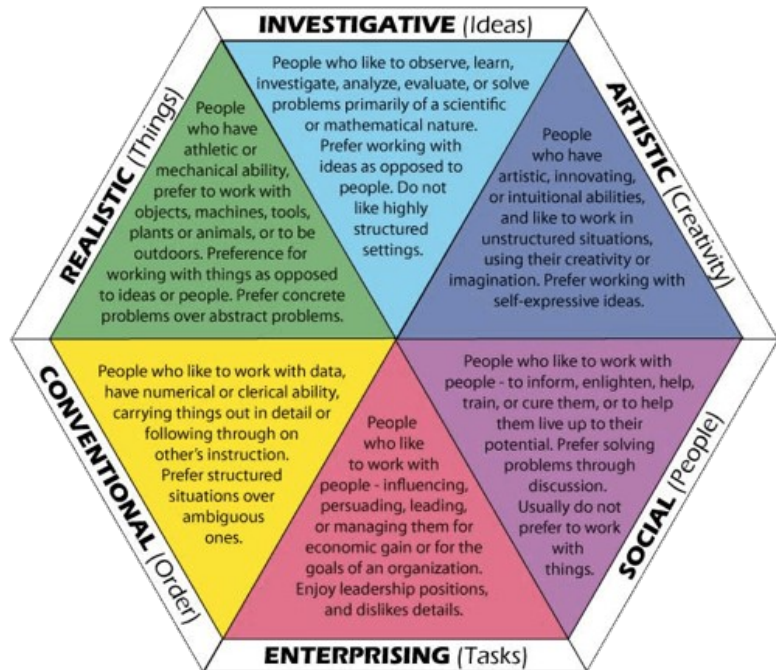 INVESTIGATIVE (Ideas)
People who like to observe, learn,
investigate, analyze, evaluate, or solve
problems primarily of a scientific
or mathematical nature.
Prefer working with
ideas as opposed to
people. Do not
like highly
structured
settings.
ARTISTIC (Creativity)
People
who have
artistic, innovating,
or intuitional abilities,
and like to work in
unstructured situations,
using their creativity or
imagination. Prefer working with
self-expressive ideas.
SOCIAL (People)
People who like to work with
people - to inform, enlighten, help,
train, or cure them, or to help
them live up to their
potential. Prefer solving
problems through
discussion.
Usually do not
prefer to work
with
things.
ENTERPRISING (Tasks)
People
who like
to work with
people - influencing,
persuading, leading,
or managing them for
economic gain or for the
goals of an organization.
Enjoy leadership positions,
and dislikes details.
CONVENTIONAL (Order)
People who like to work with data,
have numerical or clerical ability,
carrying things out in detail or
following through on
other's instruction.
Prefer structured
situations over
ambiguous
ones.
REALISTIC (Things)
People
who have
athletic or
mechanical ability,
prefer to work with
objects, machines, tools,
plants or animals, or to be
outdoors. Preference for
working with things as opposed
to ideas or people. Prefer concrete
problems over abstract problems.